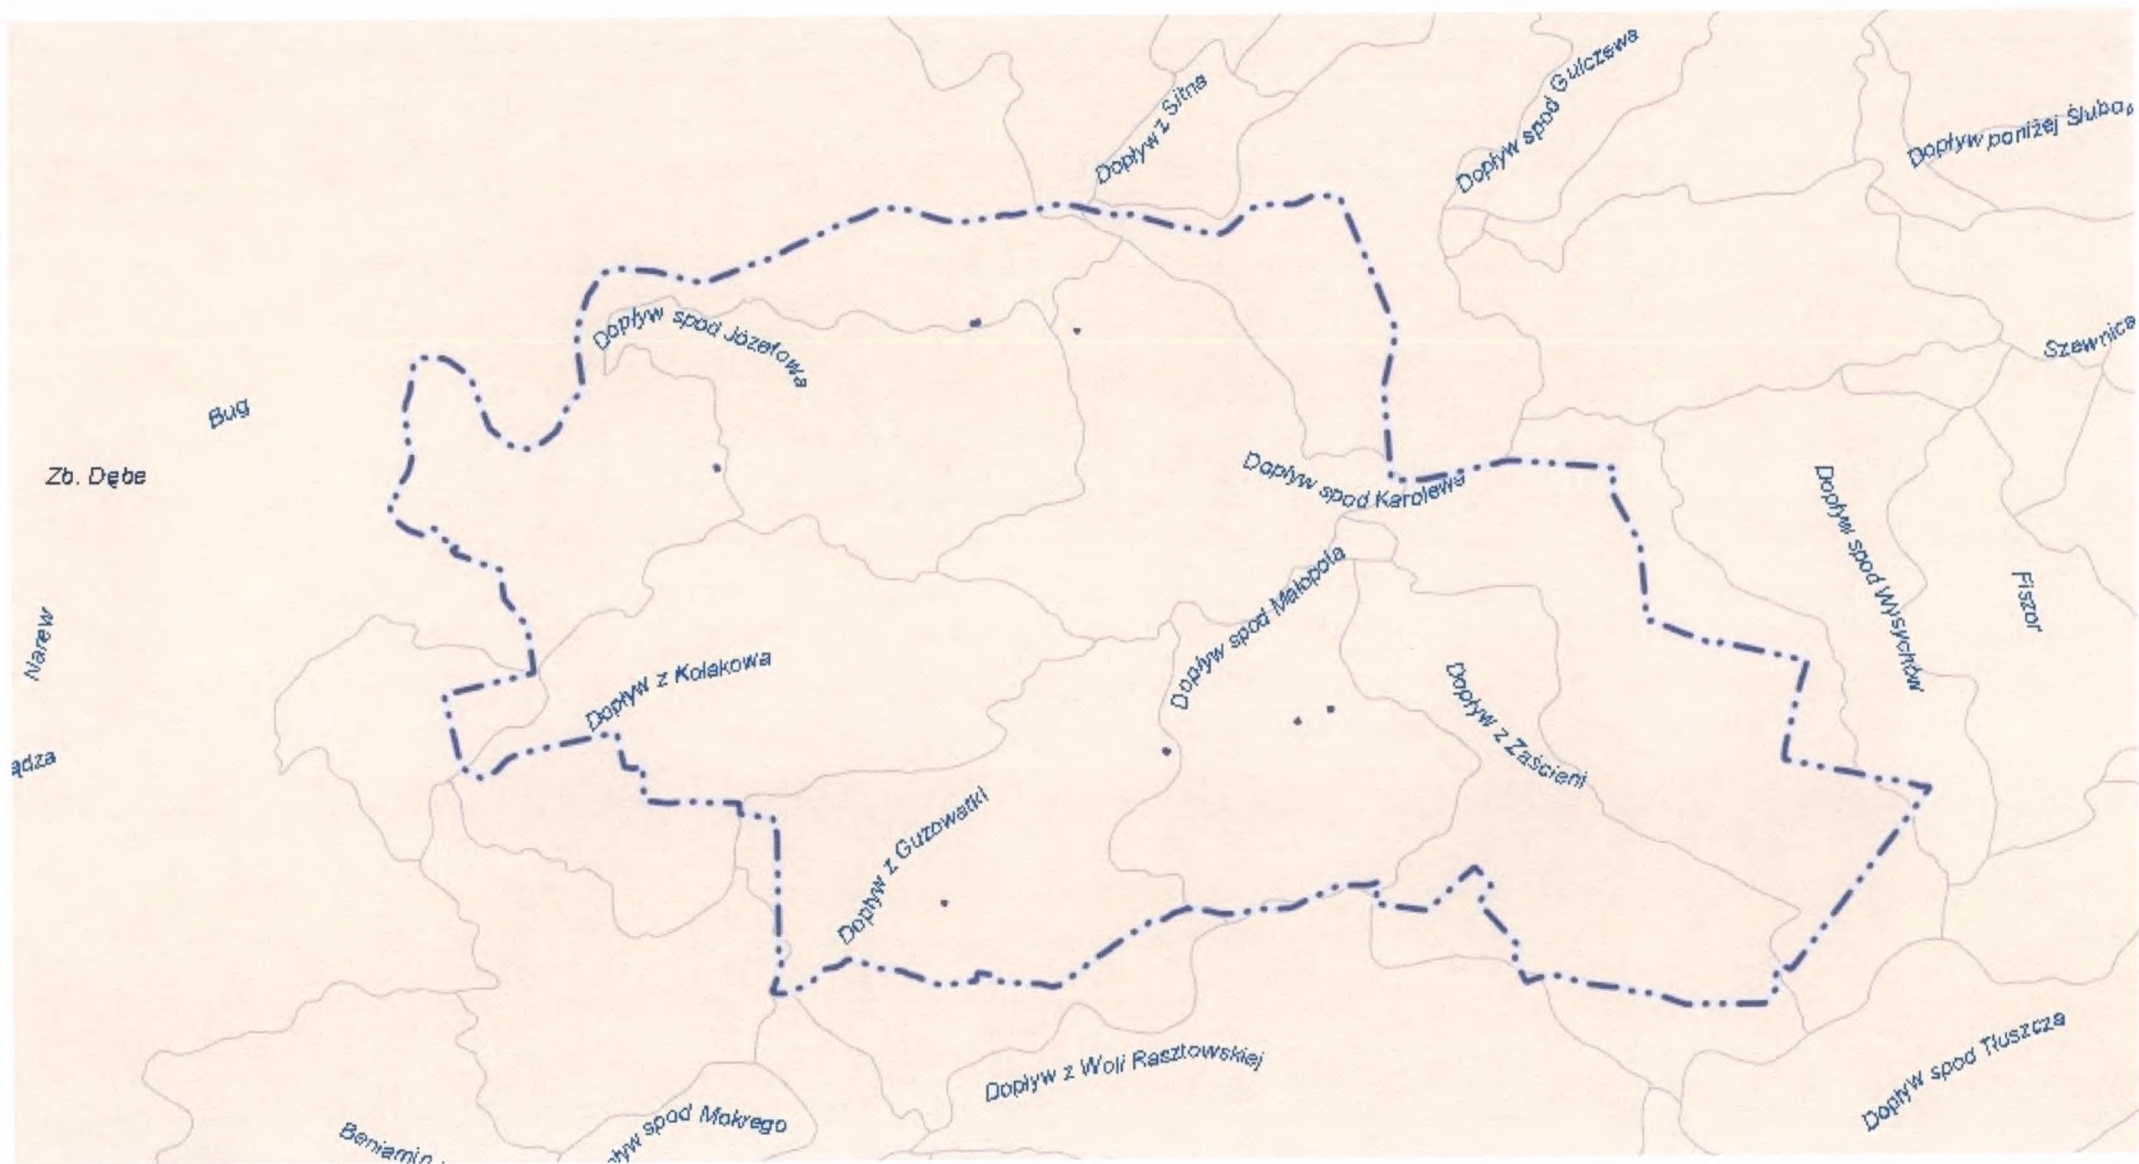 Dopływ z Sitna
Dopływ spod Gulczewa
Dopływ poniżej
Szewnica
Dopływ spod Józefowa
Bug
Zb. Dębe
Dopływ spod Karolewa
Dopływ spod Wysychów
Fiszor
Narew
Dopływ spod Małopola
Dopływ z Kołakowa
Dopływ z Zaścieni
ądza
Dopływ z Guzowatki
Dopływ z Woli Rasztowskiej
Dopływ spod Tłuszcza
pływ spod Mokrego
Beniamin